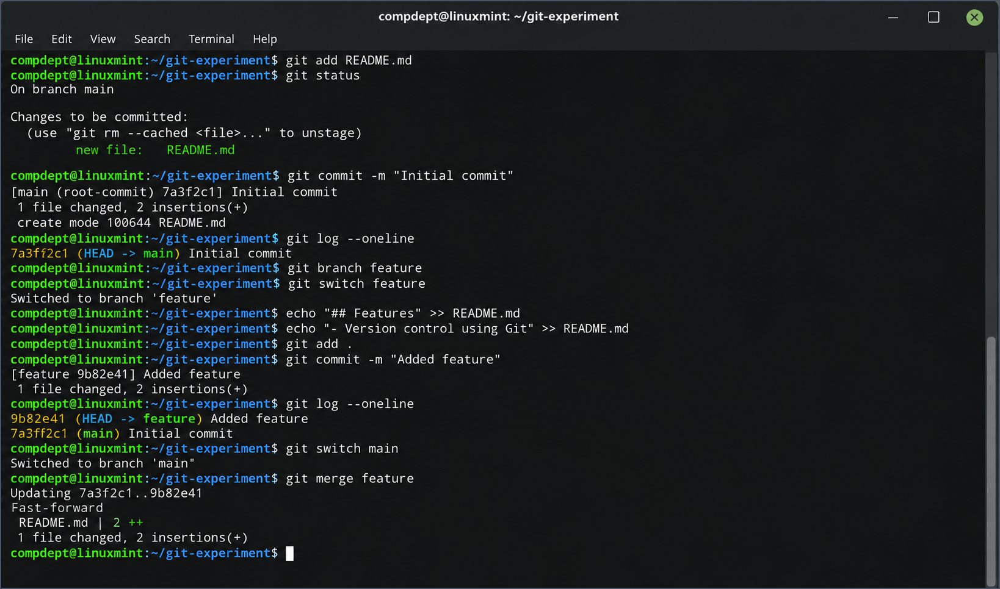 compdept@linuxmint: ~/git-experiment
File Edit View Search Terminal Help
compdept@linuxmint:~/git-experiment$ git add README.md
compdept@linuxmint:~/git-experiment$ git status
On branch main
Changes to be committed:
(use "git rm --cached <file>..." to unstage)
new file: README.md
compdept@linuxmint:~/git-experiment$ git commit -m "Initial commit"
[main (root-commit) 7a3f2c1] Initial commit
1 file changed, 2 insertions(+)
create mode 100644 README.md
compdept@linuxmint:~/git-experiment$ git log --oneline
7a3ff2c1 (HEAD -> main) Initial commit
compdept@linuxmint:~/git-experiment$ git branch feature
compdept@linuxmint:~/git-experiment$ git switch feature
Switched to branch 'feature'
compdept@linuxmint:~/git-experiment$ echo "## Features" >> README.md
compdept@linuxmint:~/git-experiment$ echo "- Version control using Git" >> README.md
compdept@linuxmint:~/git-experiment$ git add .
compdept@linuxmint:~/git-experiment$ git commit -m "Added feature"
[feature 9b82e41] Added feature
1 file changed, 2 insertions(+)
compdept@linuxmint:~/git-experiment$ git log --oneline
9b82e41 (HEAD -> feature) Added feature
7a3ff2c1 (main) Initial commit
compdept@linuxmint:~/git-experiment$ git switch main
Switched to branch 'main"
compdept@linuxmint:~/git-experiment$ git merge feature
Updating 7a3f2c1..9b82e41
Fast-forward
README.md | 2 ++
1 file changed, 2 insertions(+)
compdept@linuxmint:~/git-experiment$